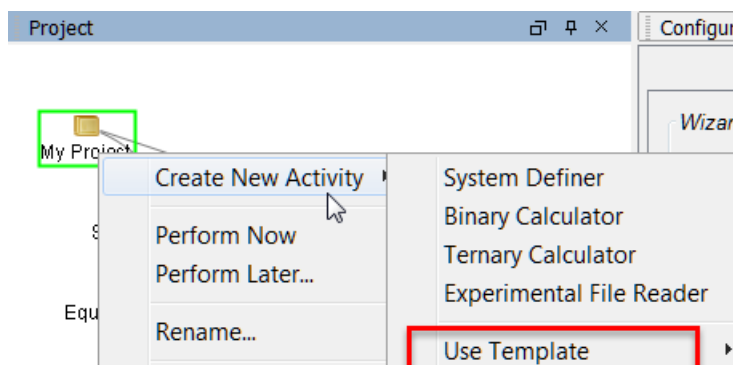 Project
Configur
Wizar
My Project
Create New Activity
System Definer
Binary Calculator
Ternary Calculator
Experimental File Reader
Perform Now
Perform Later...
Equ
Rename...
Use Template